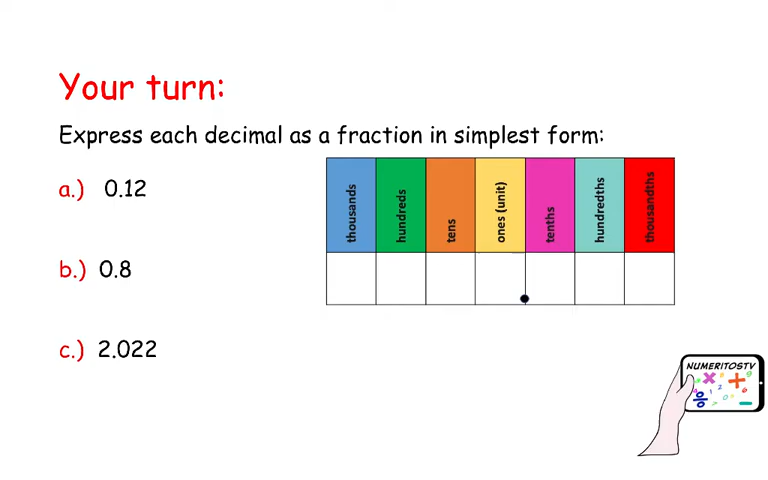 Your turn:
Express each decimal as a fraction in simplest form:
a.) 0.12
b.) 0.8
c.) 2.022
thousands
hundreds
tens
ones (unit)
tenths
hundredths
thousandths
NUMERITOSTV